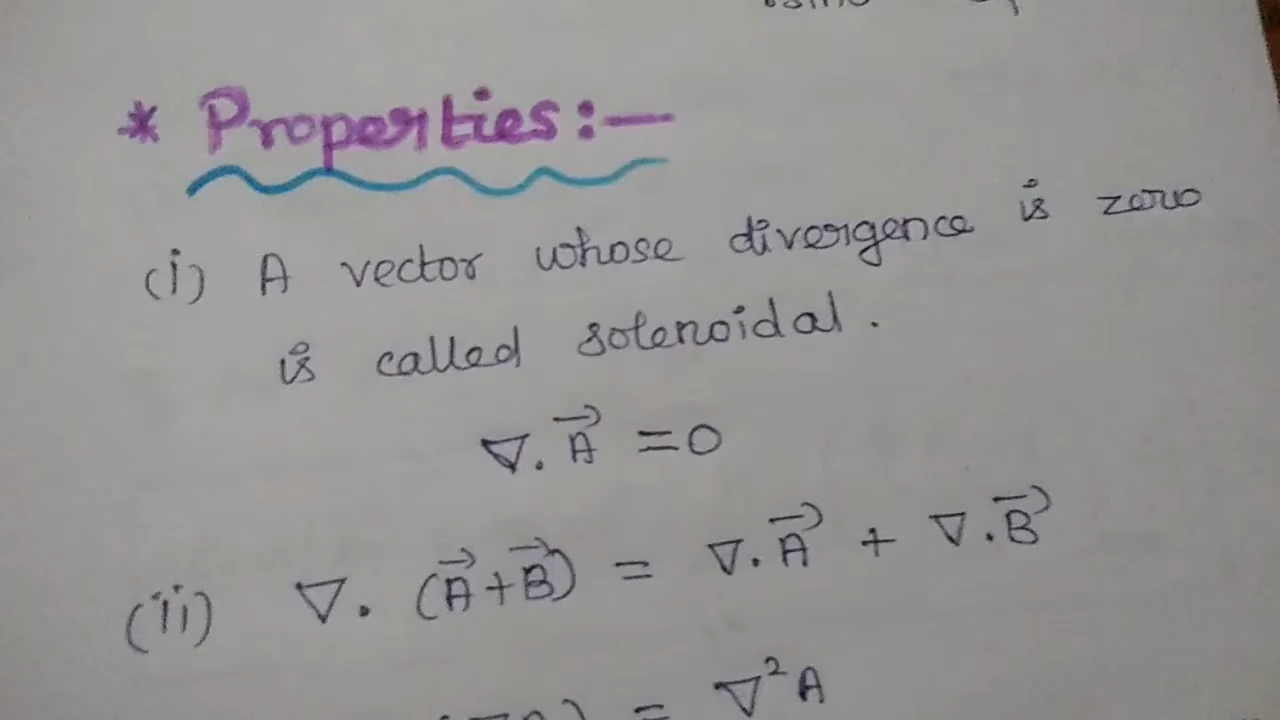 * Properties:—
(i) A vector whose divergence is zero
is called solenoidal.
∇. A⃗ = 0
(ii) ∇. (A⃗+B⃗) = ∇.A⃗ + ∇.B⃗
= ∇²A